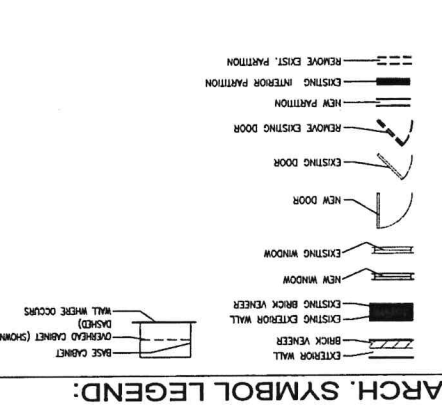 ARCH. SYMBOL LEGEND:
EXTERIOR WALL
BRICK VENEER
EXISTING EXTERIOR WALL
EXISTING BRICK VENEER
NEW WINDOW
EXISTING WINDOW
NEW DOOR
EXISTING DOOR
REMOVE EXISTING DOOR
NEW PARTITION
EXISTING INTERIOR PARTITION
REMOVE EXIST. PARTITION
BASE CABINET
OVERHEAD CABINET (SHOWN
DASHED)
WALL WHERE OCCURS